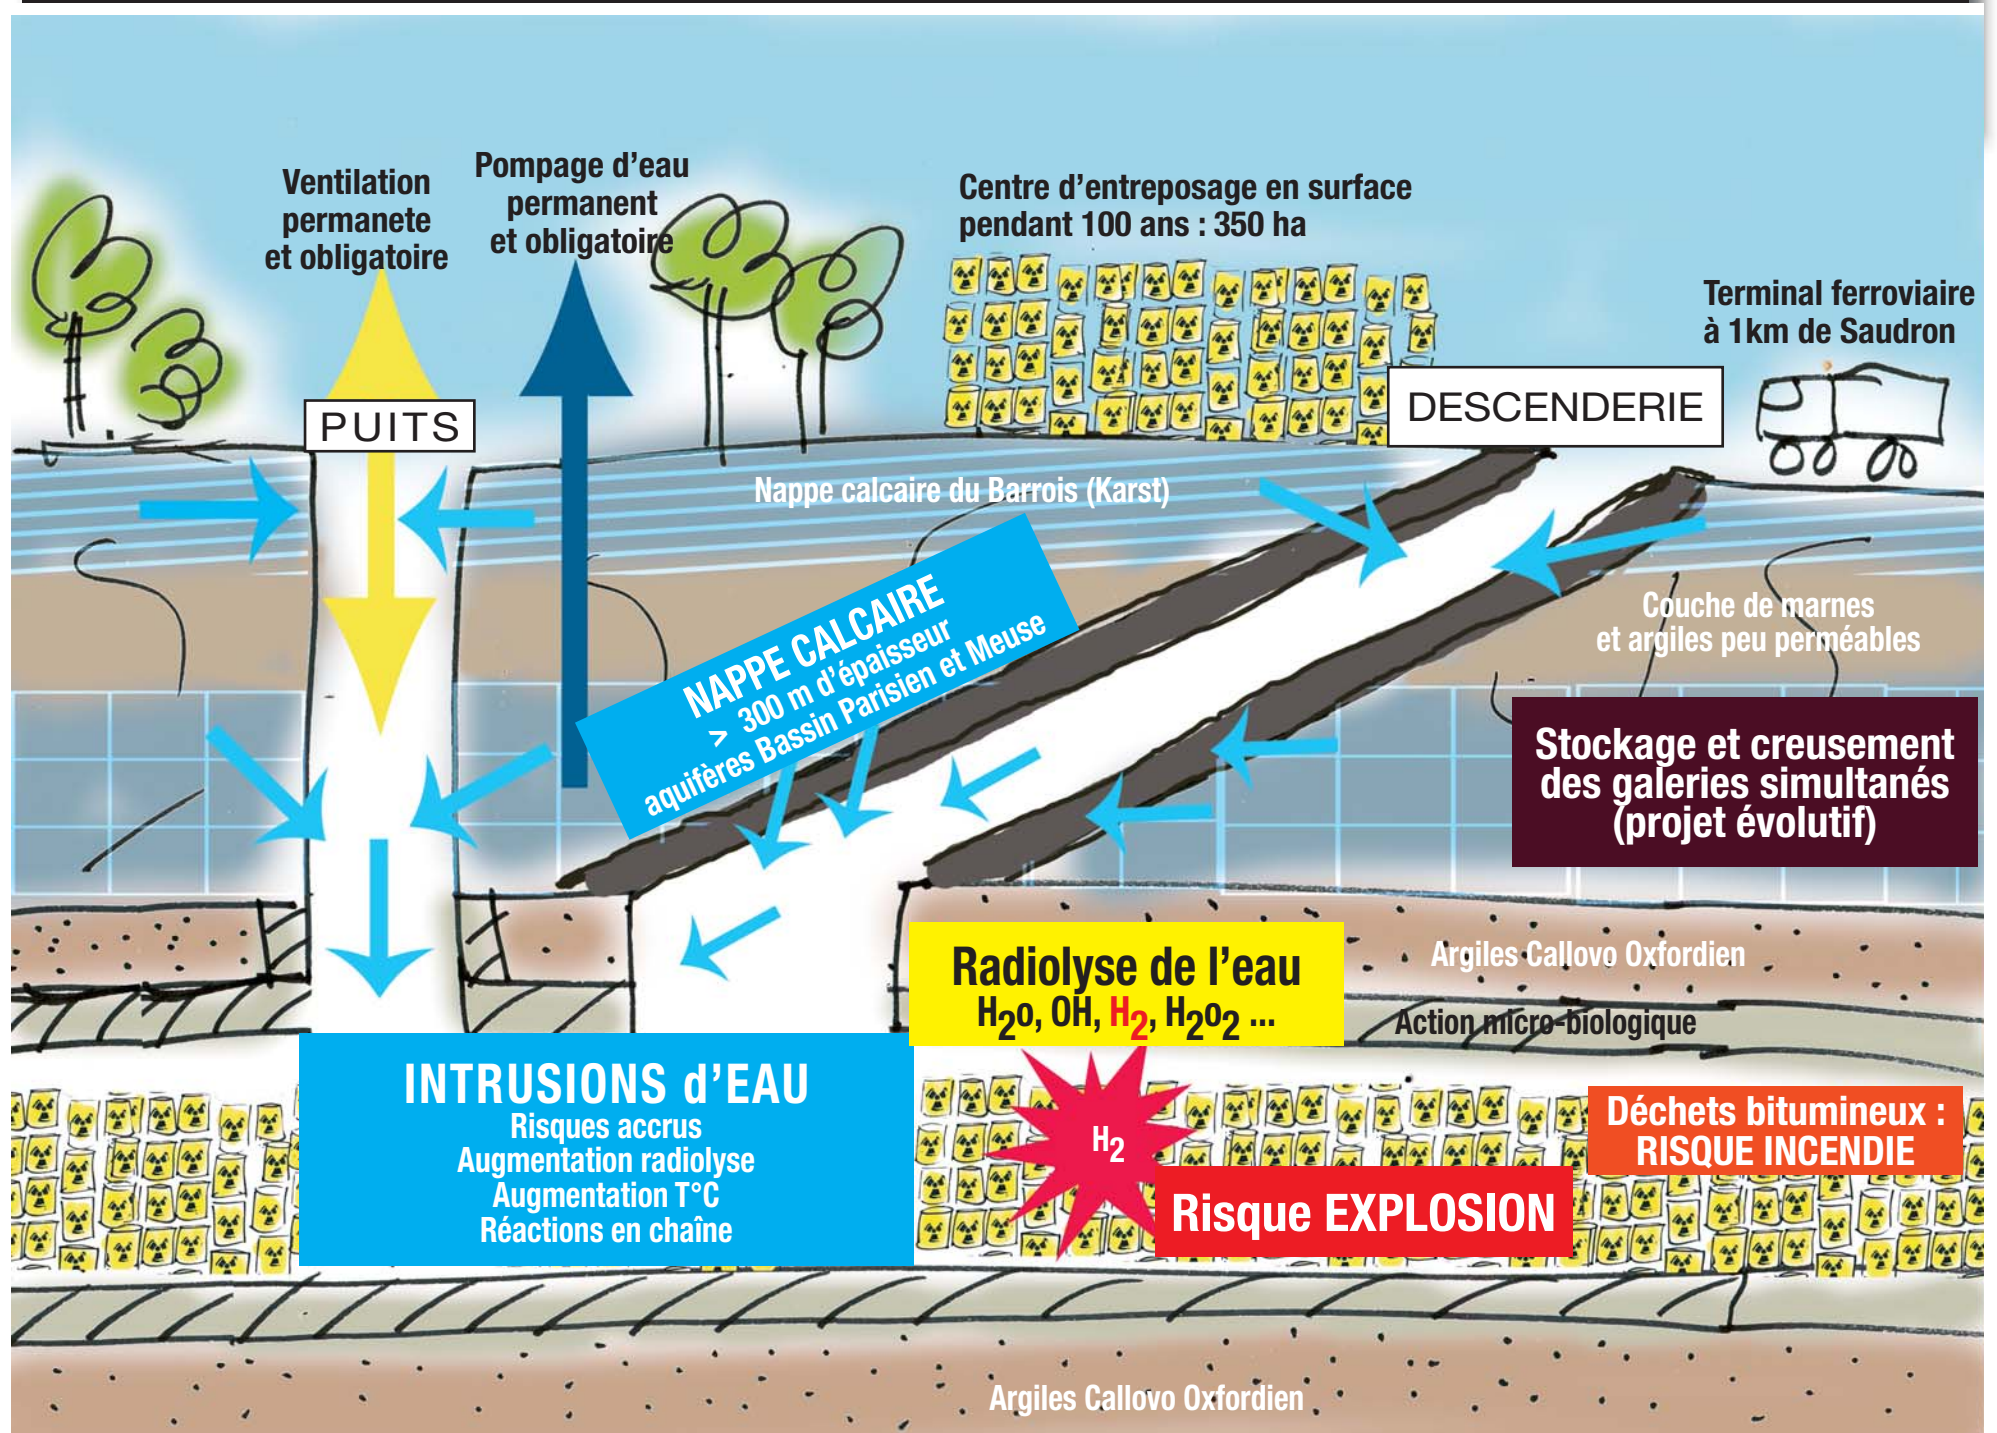 Ventilation
permanete
et obligatoire
Pompage d'eau
permanent
et obligatoire
Centre d'entreposage en surface
pendant 100 ans : 350 ha
Terminal ferroviaire
à 1km de Saudron
PUITS
DESCENDERIE
Nappe calcaire du Barrois (Karst)
NAPPE CALCAIRE
> 300 m d'épaisseur
aquifères Bassin Parisien et Meuse
Couche de marnes
et argiles peu perméables
Stockage et creusement
des galeries simultanés
(projet évolutif)
Radiolyse de l'eau
H2o, OH, H2, H2o2 ...
Argiles Callovo Oxfordien
Action micro-biologique
INTRUSIONS d'EAU
Risques accrus
Augmentation radiolyse
Augmentation T°C
Réactions en chaîne
H2
Risque EXPLOSION
Déchets bitumineux :
RISQUE INCENDIE
Argiles Callovo Oxfordien